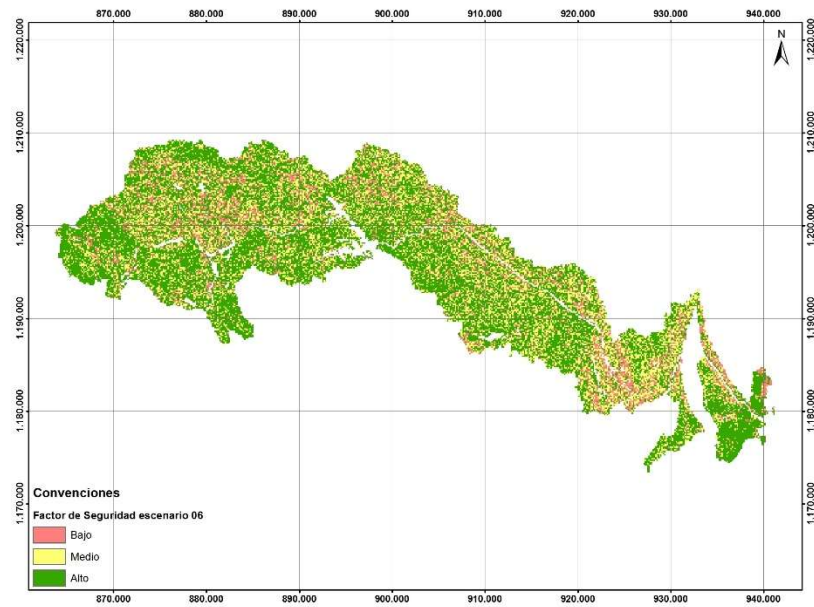 870.000 880.000 890.000 900.000 910.000 920.000 930.000 940.000
N
1.220.000 1.220.000
1.210.000 1.210.000
1.200.000 1.200.000
1.190.000 1.190.000
1.180.000 1.180.000
1.170.000 1.170.000
Convenciones
Factor de Seguridad escenario 06
Bajo
Medio
Alto
870.000 880.000 890.000 900.000 910.000 920.000 930.000 940.000